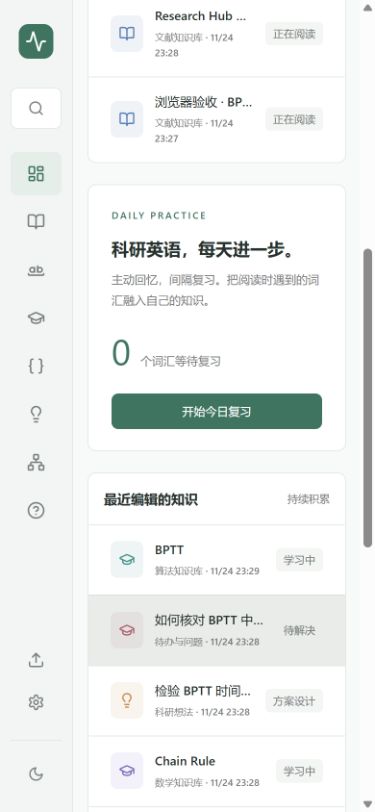 Research Hub ...
文献知识库 · 11/24
23:28
正在阅读
浏览器验收 · BP...
文献知识库 · 11/24
23:27
正在阅读
DAILY PRACTICE
科研英语，每天进一步。
主动回忆，间隔复习。把阅读时遇到的词
汇融入自己的知识。
0 个词汇等待复习
开始今日复习
最近编辑的知识
持续积累
BPTT
算法知识库 · 11/24 23:29
学习中
如何核对 BPTT 中...
待办与问题 · 11/24 23:28
待解决
检验 BPTT 时间...
科研想法 · 11/24 23:28
方案设计
Chain Rule
数学知识库 · 11/24 23:28
学习中
ab